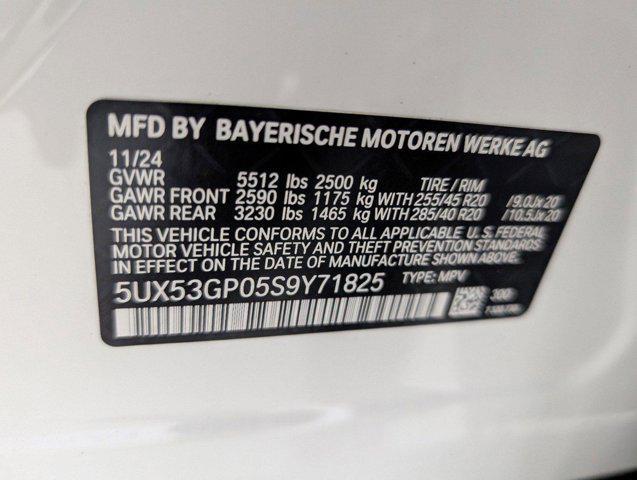 MFD BY BAYERISCHE MOTOREN WERKE AG
11/24
GVWR 5512 lbs 2500 kg TIRE / RIM
GAWR FRONT 2590 lbs 1175 kg WITH 255/45 R20 /9.0Jx20
GAWR REAR 3230 lbs 1465 kg WITH 285/40 R20 /10.5Jx20
THIS VEHICLE CONFORMS TO ALL APPLICABLE U.S. FEDERAL
MOTOR VEHICLE SAFETY AND THEFT PREVENTION STANDARDS
IN EFFECT ON THE DATE OF MANUFACTURE SHOWN ABOVE.
5UX53GP05S9Y71825 TYPE: MPV
300